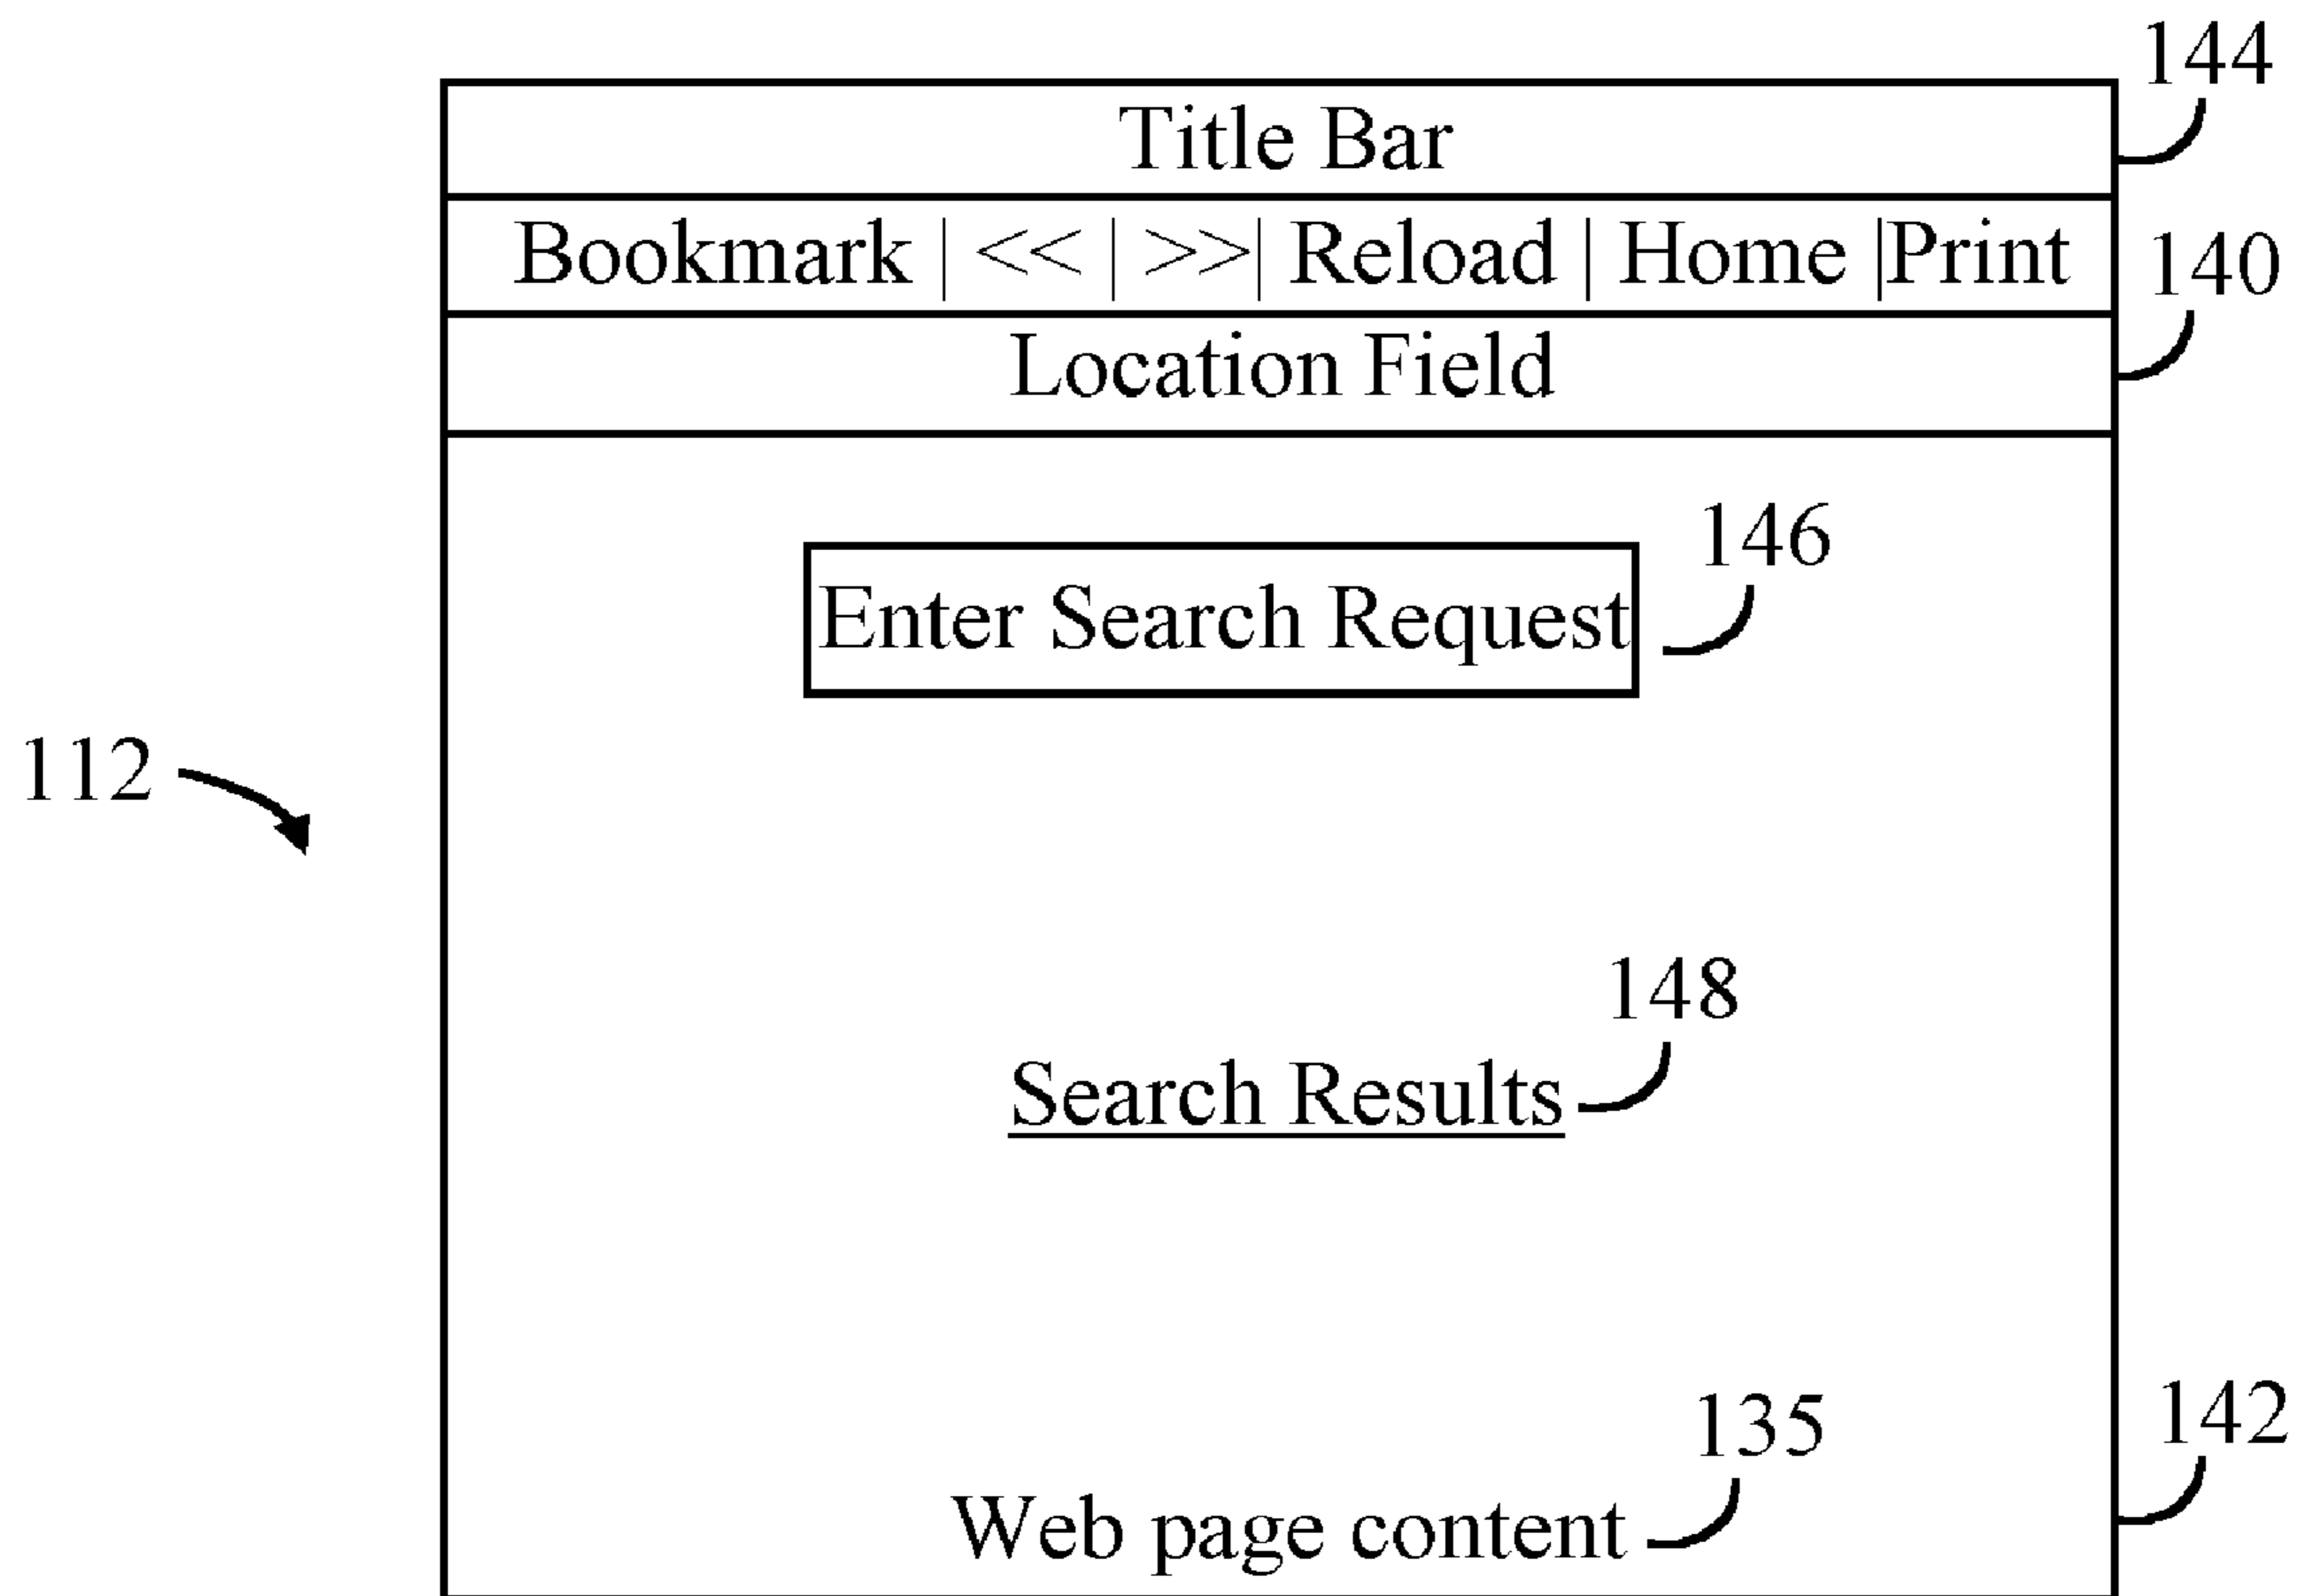 144
Title Bar
Bookmark | << | >>| Reload | Home |Print
140
Location Field
146
Enter Search Request
112
148
Search Results
135
142
Web page content